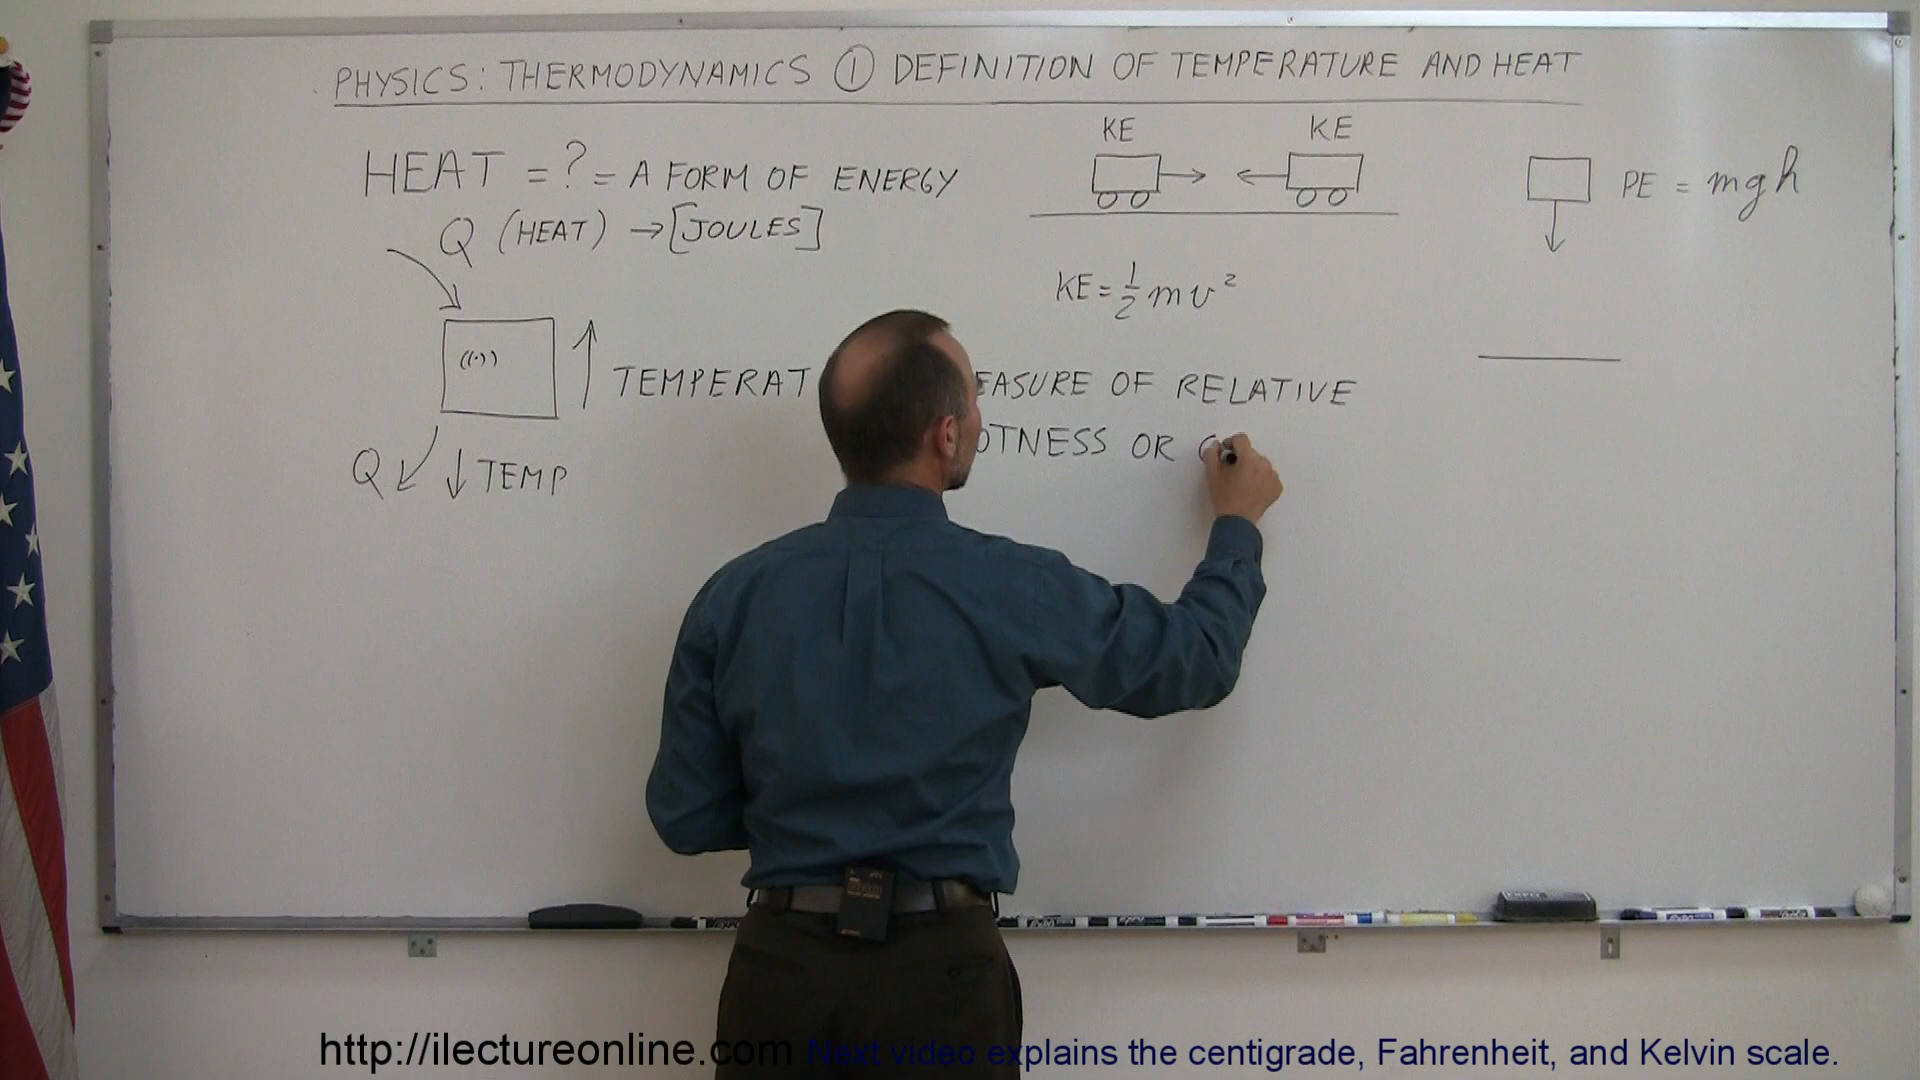 PHYSICS: THERMODYNAMICS ① DEFINITION OF TEMPERATURE AND HEAT
KE KE
HEAT = ? = A FORM OF ENERGY
PE = mgh
Q (HEAT) → [JOULES]
KE = ½ mv²
((·))
TEMPERAT EASURE OF RELATIVE
OTNESS OR
Q ↓ TEMP
http://ilectureonline.com Next video explains the centigrade, Fahrenheit, and Kelvin scale.